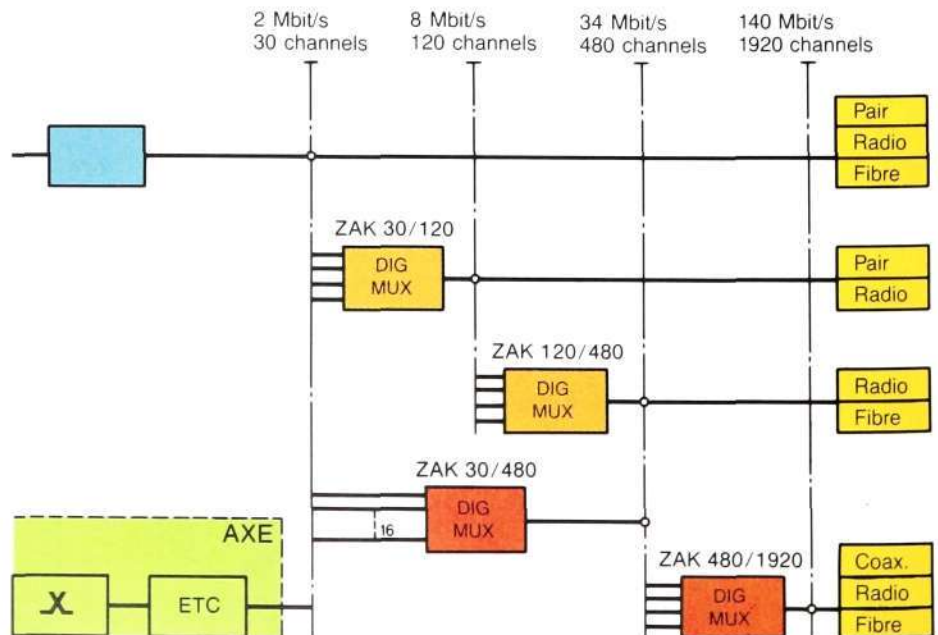 2 Mbit/s
30 channels
8 Mbit/s
120 channels
34 Mbit/s
480 channels
140 Mbit/s
1920 channels
Pair
Radio
Fibre
ZAK 30/120
DIG
MUX
Pair
Radio
ZAK 120/480
DIG
MUX
Radio
Fibre
ZAK 30/480
DIG
MUX
16
AXE
ETC
ZAK 480/1920
DIG
MUX
Coax.
Radio
Fibre